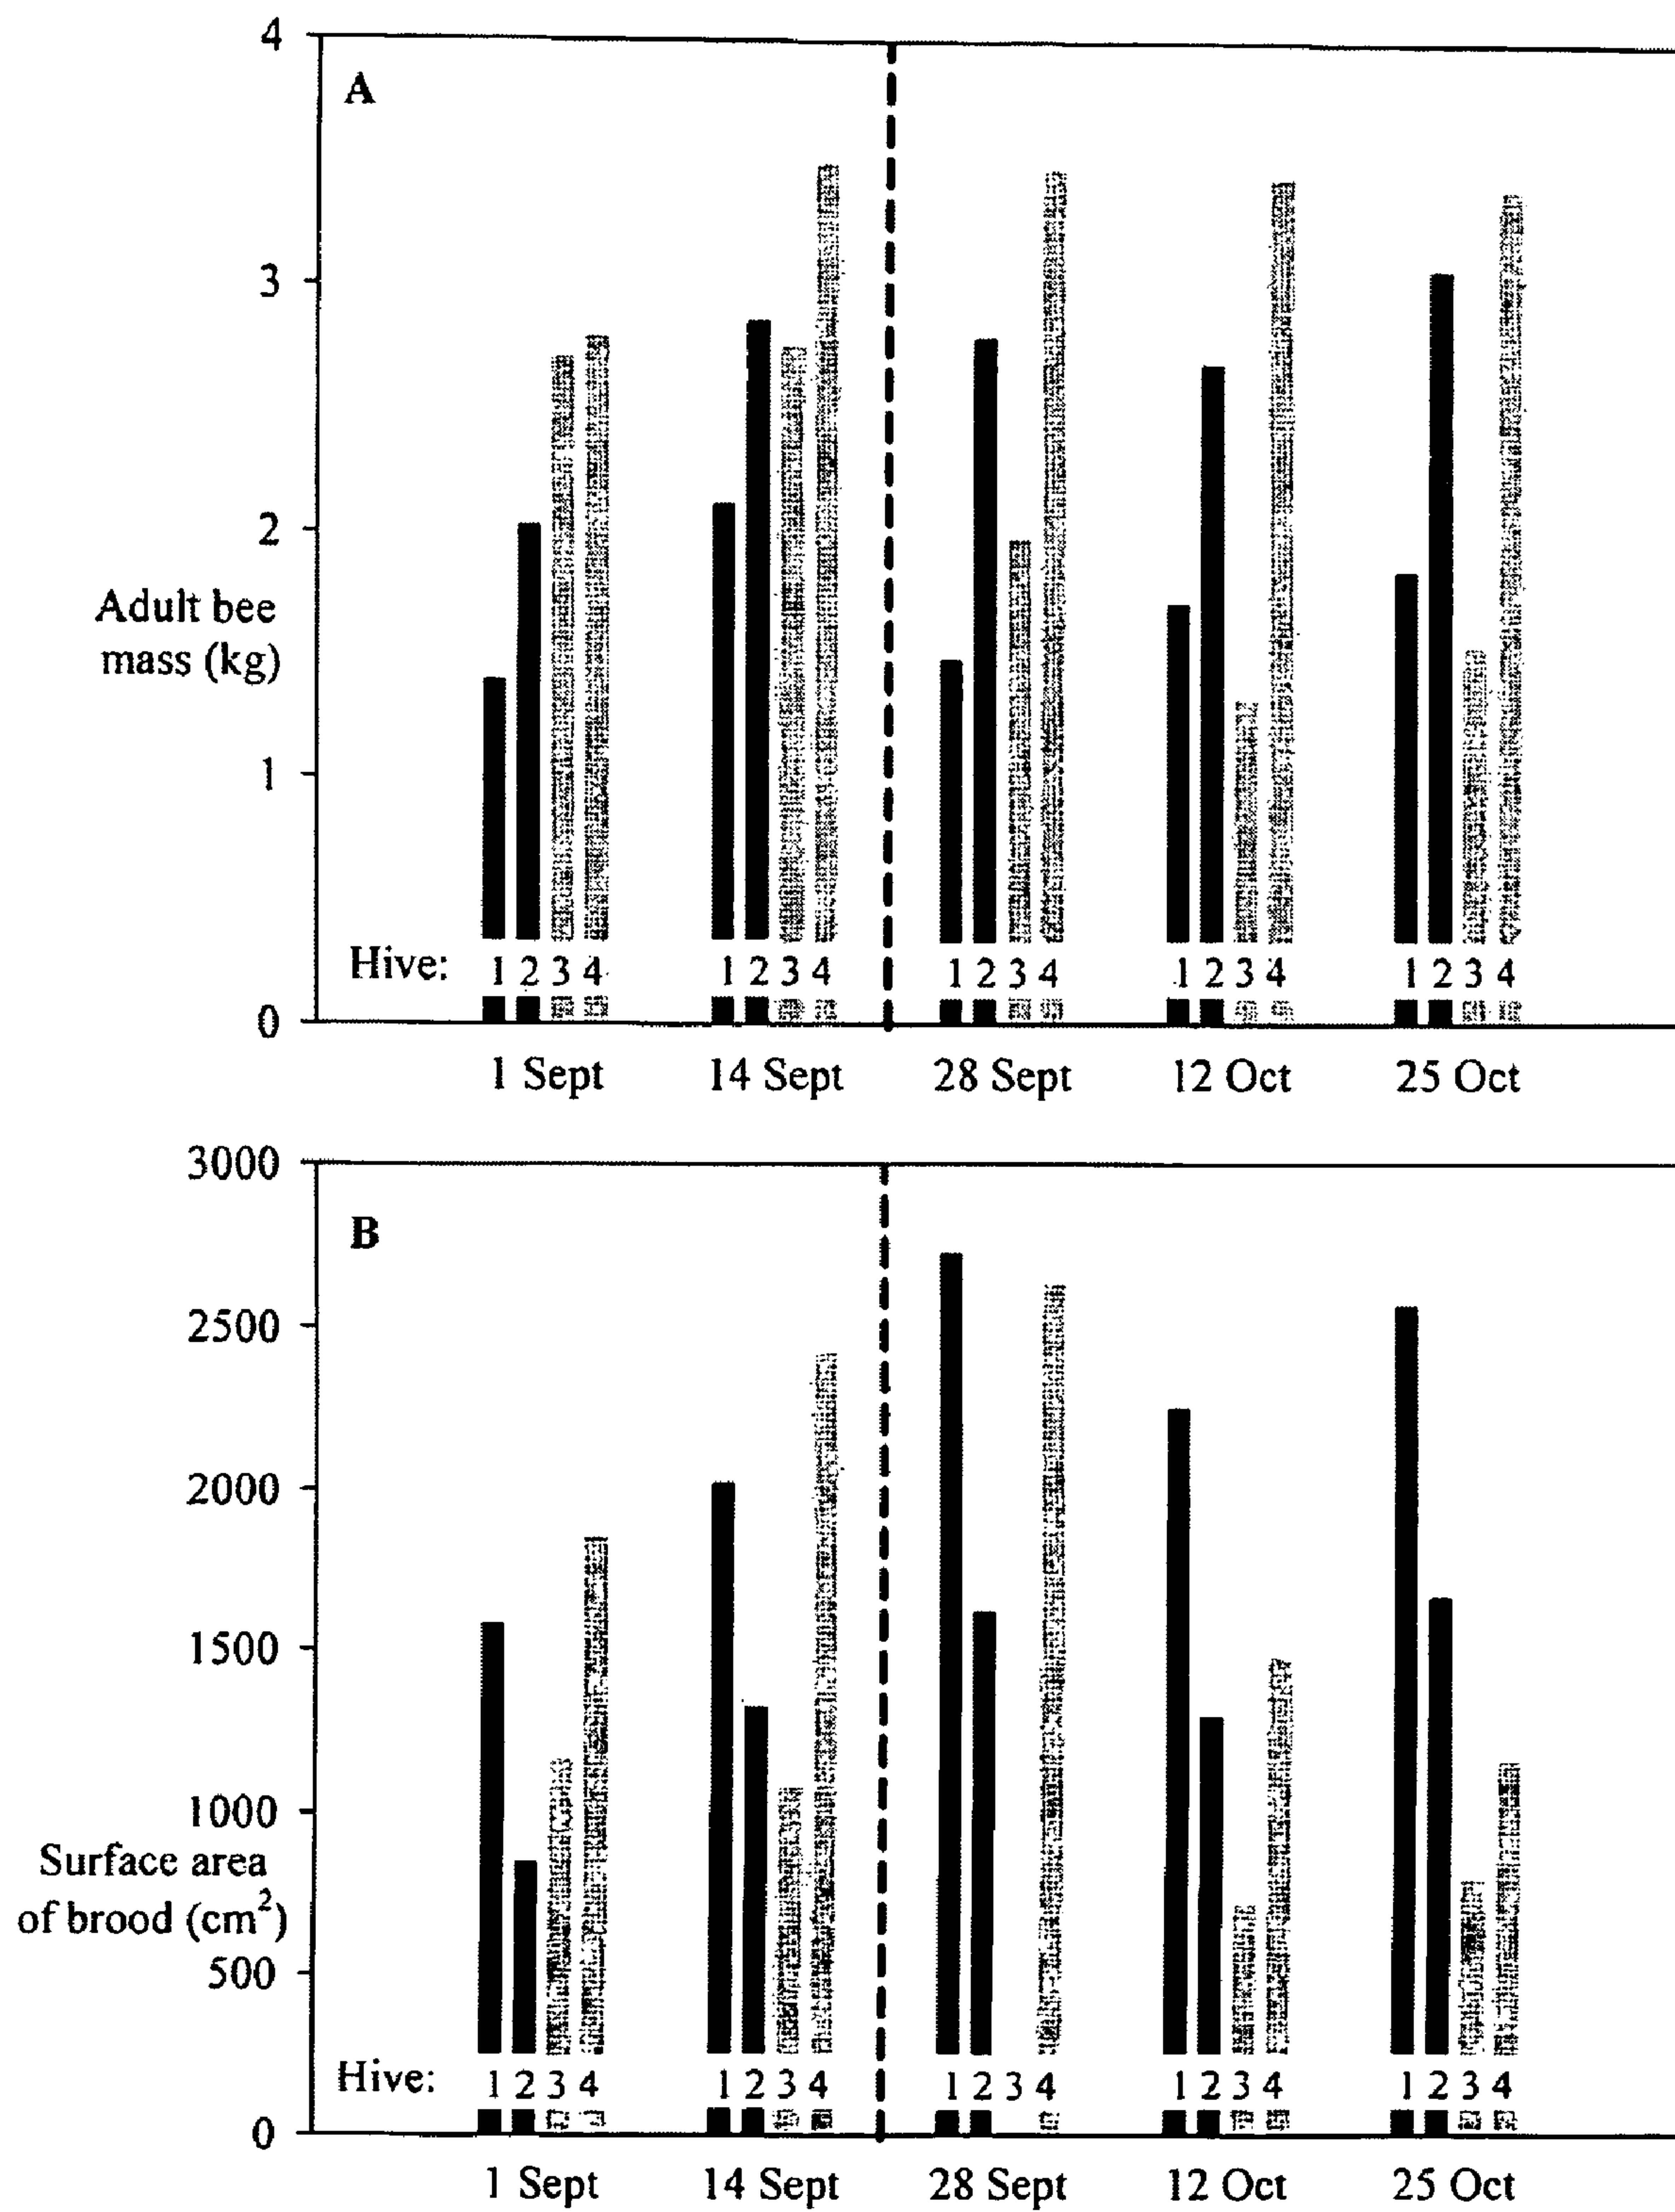 4
A
3
2
Adult bee
mass (kg)
1
Hive: 1 2 3 4 1 2 3 4 1 2 3 4 1 2 3 4 1 2 3 4
0
1 Sept 14 Sept 28 Sept 12 Oct 25 Oct
3000
B
2500
2000
1500
1000
Surface area
of brood (cm²)
500
Hive: 1 2 3 4 1 2 3 4 1 2 3 4 1 2 3 4 1 2 3 4
0
1 Sept 14 Sept 28 Sept 12 Oct 25 Oct